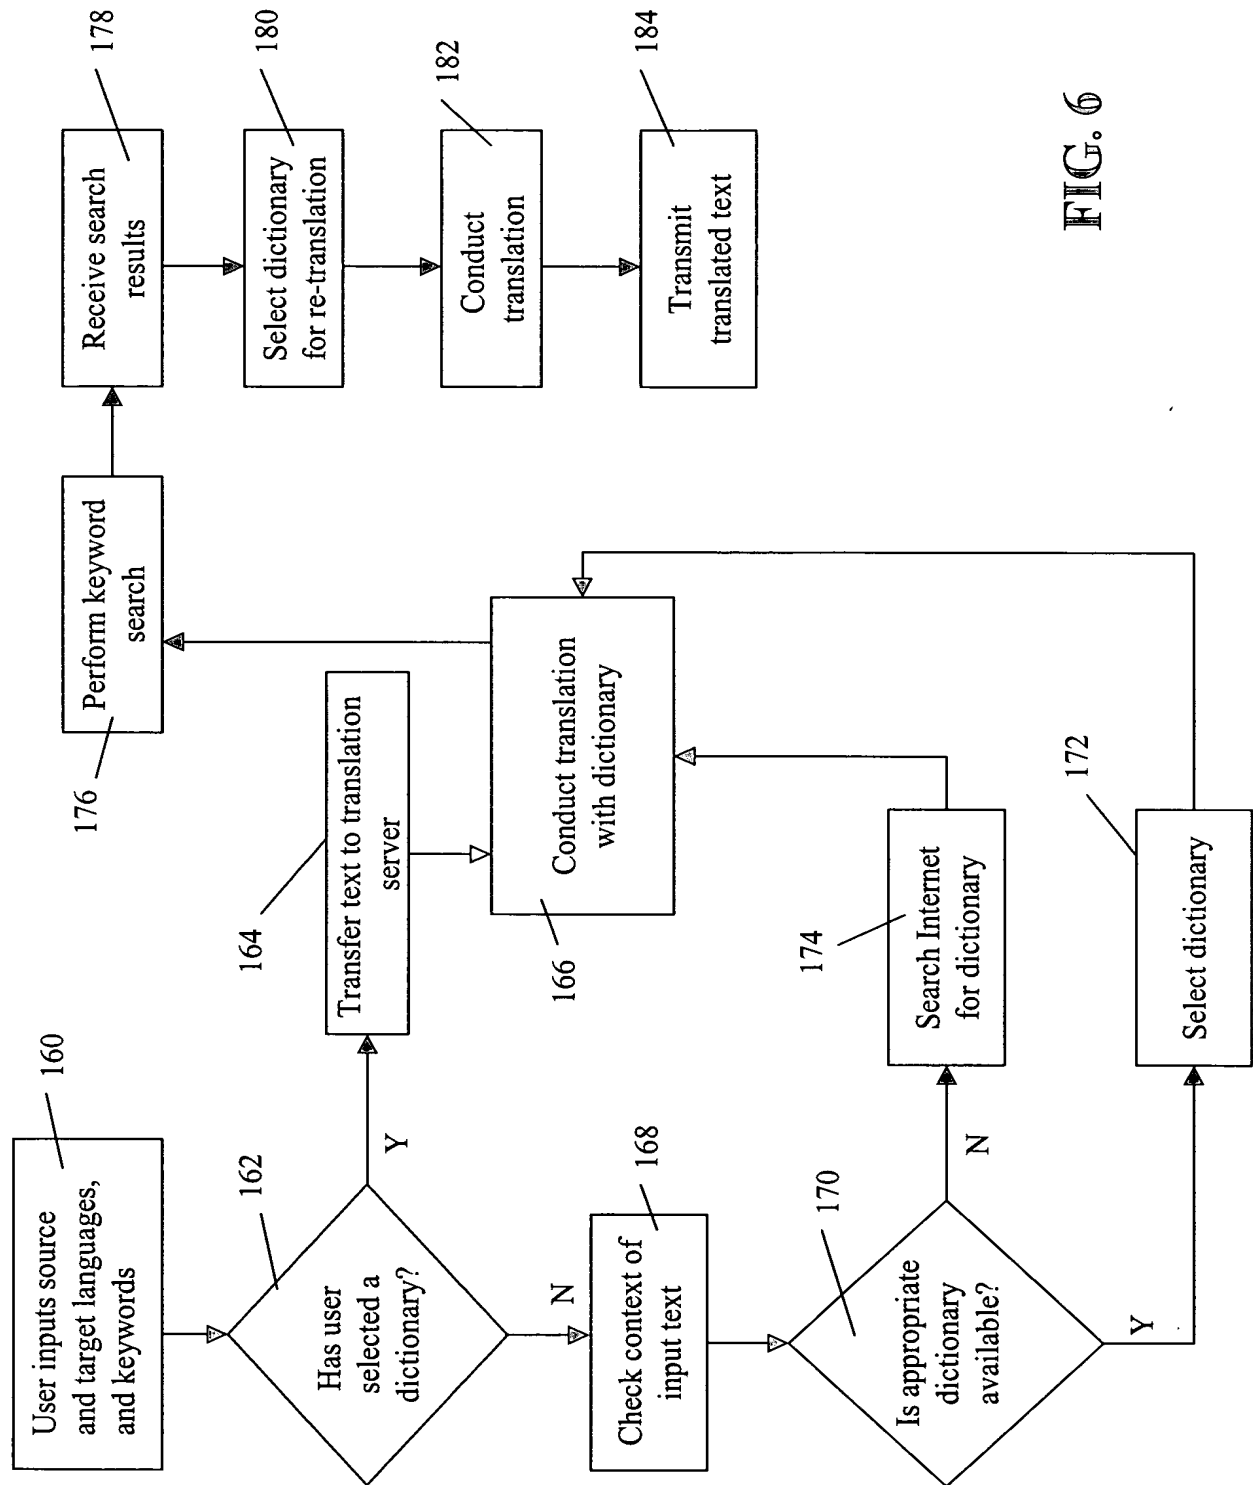 User inputs source
and target languages,
and keywords
160
Has user
selected a
dictionary?
162
Y
N
Transfer text to translation
server
164
Conduct translation
with dictionary
166
Check context of
input text
168
Is appropriate
dictionary
available?
170
N
Y
Search Internet
for dictionary
174
Select dictionary
172
Perform keyword
search
176
Receive search
results
178
Select dictionary
for re-translation
180
Conduct
translation
182
Transmit
translated text
184
FIG. 6